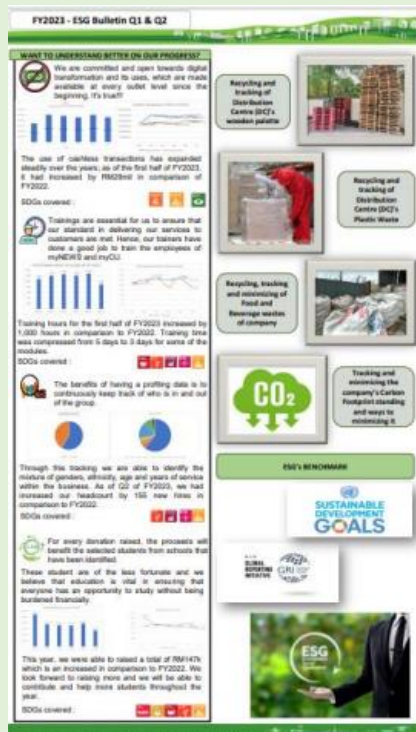 FY2023 - ESG Bulletin Q1 & Q2
WANT TO UNDERSTAND BETTER ON OUR PROGRESS?
We are committed and open towards digital
transformation and its uses, which are made
available at every outlet level since the
beginning. It's true!!!
The use of cashless transactions has expanded
steadily over the years; as of the first half of FY2023,
it had increased by RM29mil in comparison of
FY2022.
SDGs covered :
Trainings are essential for us to ensure that
our standard in delivering our services to
customers are met. Hence, our trainers have
done a good job to train the employees of
myNEWS and myCU.
Training hours for the first half of FY2023 increased by
1,000 hours in comparison to FY2022. Training time
was compressed from 5 days to 3 days for some of the
modules.
SDGs covered :
The benefits of having a profiling data is to
continuously keep track of who is in and out
of the group.
Through this tracking we are able to identify the
mixture of genders, ethnicity, age and years of service
within the business. As of Q2 of FY2023, we had
increased our headcount by 155 new hires in
comparison to FY2022.
SDGs covered :
For every donation raised, the proceeds will
benefit the selected students from schools that
have been identified.
These student are of the less fortunate and we
believe that education is vital in ensuring that
everyone has an opportunity to study without being
burdened financially.
This year, we were able to raised a total of RM147k
which is an increased in comparison to FY2022. We
look forward to raising more and we will be able to
contribute and help more students throughout the
year.
SDGs covered :
Recycling and
tracking of
Distribution
Centre (DC)'s
wooden palette
Recycling and
tracking of
Distribution
Centre (DC)'s
Plastic Waste
Recycling, tracking
and minimizing of
Food and
Beverage wastes
of company
CO2
Tracking and
minimizing the
company's Carbon
Footprint standing
and ways to
minimizing it
ESG's BENCHMARK
SUSTAINABLE
DEVELOPMENT
GOALS
GLOBAL
REPORTING
INITIATIVE
GRI
ESG